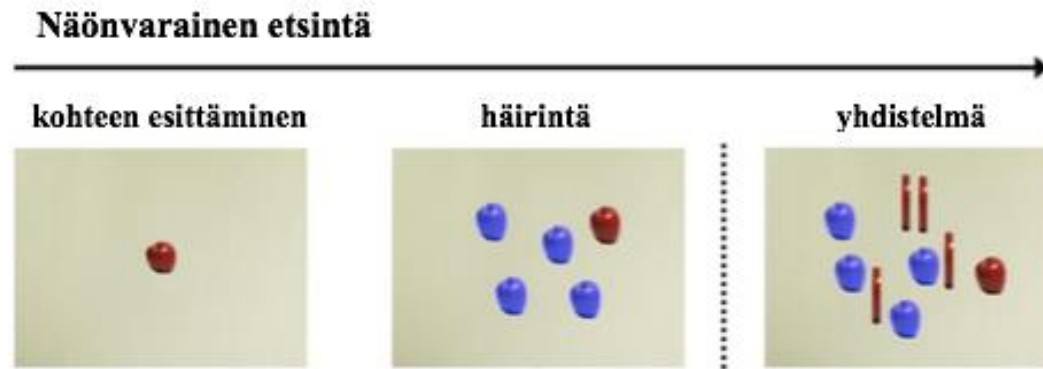 Näönvarainen etsintä
kohteen esittäminen
häirintä
yhdistelmä